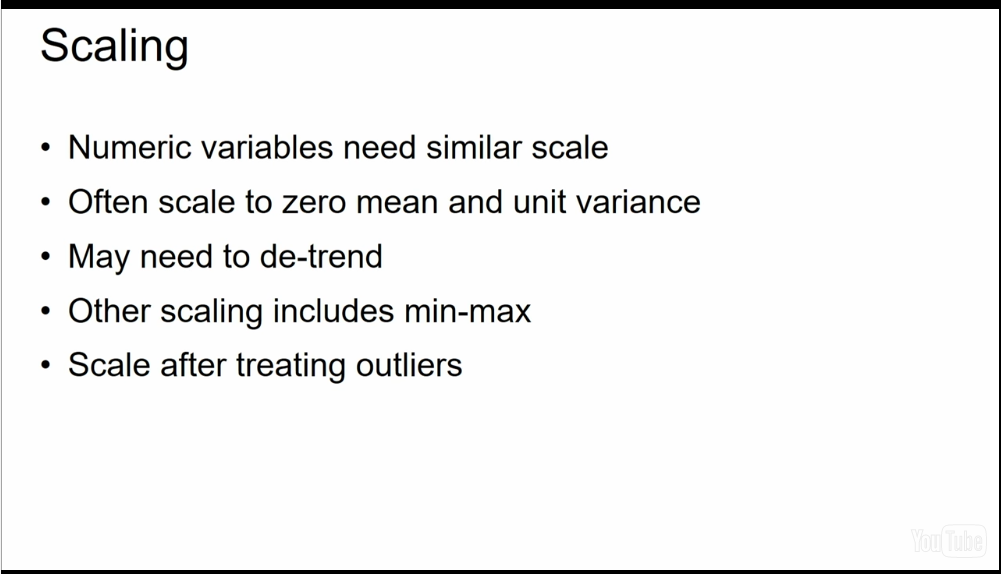 Scaling
• Numeric variables need similar scale
• Often scale to zero mean and unit variance
• May need to de-trend
• Other scaling includes min-max
• Scale after treating outliers
YouTube